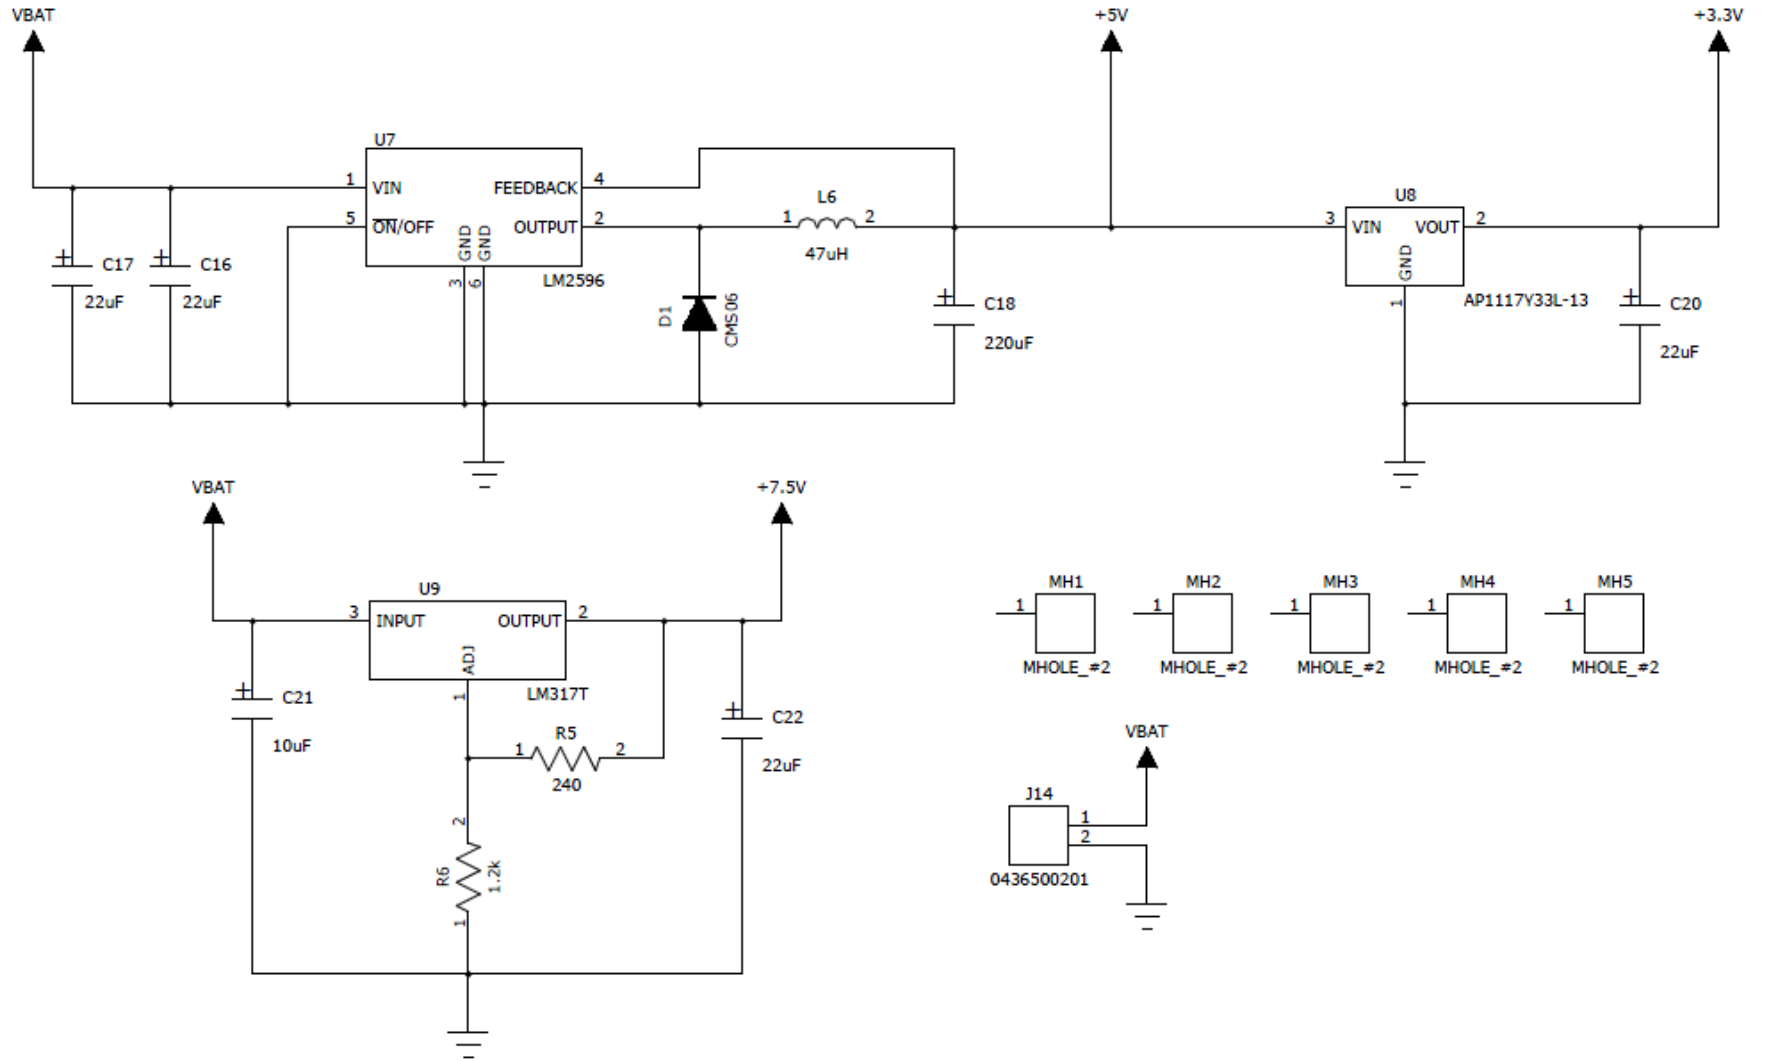 VBAT
+5V
+3.3V
U7
1 VIN
FEEDBACK 4
5 ON/OFF
OUTPUT 2
GND
GND
3
6
LM2596
C17
22uF
C16
22uF
L6
1 2
47uH
D1
CMS06
C18
220uF
U8
3 VIN
VOUT 2
GND
1
AP1117Y33L-13
C20
22uF
VBAT
+7.5V
U9
3 INPUT
OUTPUT 2
ADJ
1
LM317T
C21
10uF
R5
1 2
240
C22
22uF
2
R6
1.2k
1
MH1
1
MHOLE_#2
MH2
1
MHOLE_#2
MH3
1
MHOLE_#2
MH4
1
MHOLE_#2
MH5
1
MHOLE_#2
VBAT
J14
1
2
0436500201